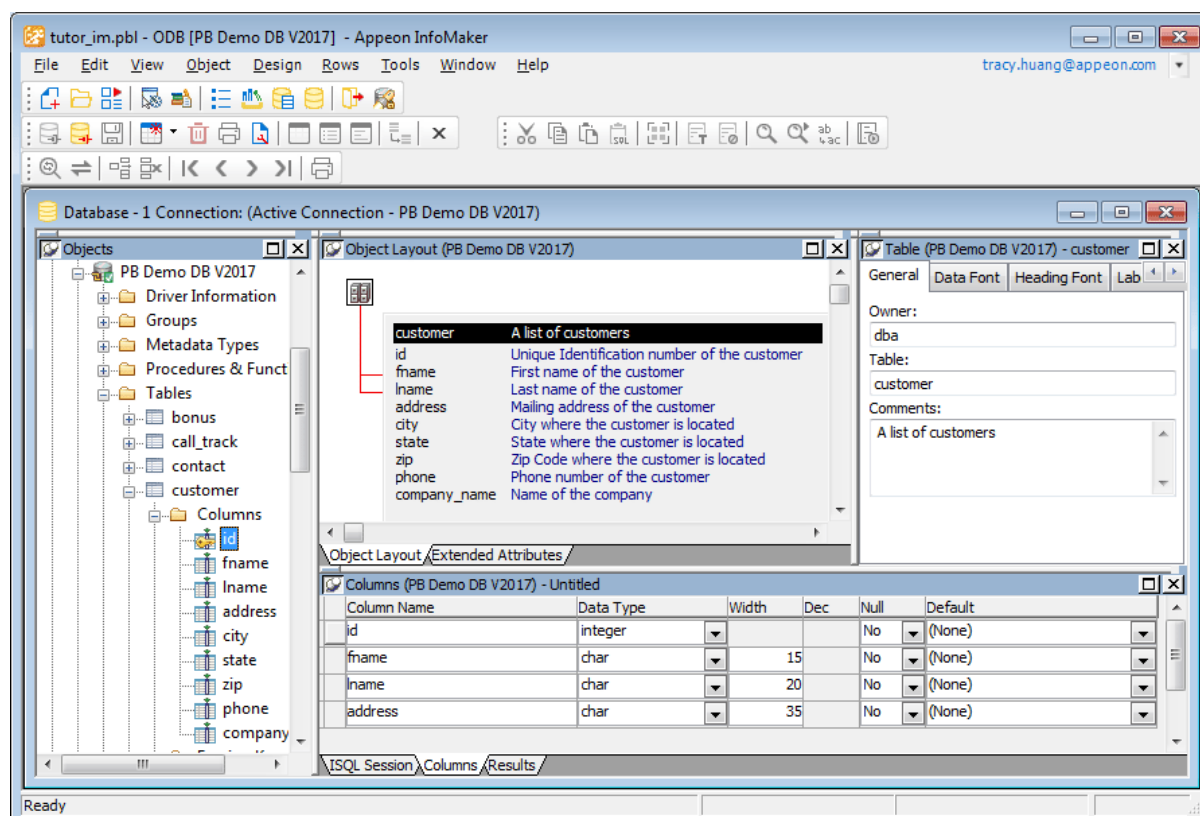 tutor_im.pbl - ODB [PB Demo DB V2017] - Appeon InfoMaker
File Edit View Object Design Rows Tools Window Help tracy.huang@appeon.com
SQL
ab
ac
Database - 1 Connection: (Active Connection - PB Demo DB V2017)
Objects
PB Demo DB V2017
Driver Information
Groups
Metadata Types
Procedures & Funct
Tables
bonus
call_track
contact
customer
Columns
id
fname
lname
address
city
state
zip
phone
company_
Object Layout (PB Demo DB V2017)
customer A list of customers
id Unique Identification number of the customer
fname First name of the customer
lname Last name of the customer
address Mailing address of the customer
city City where the customer is located
state State where the customer is located
zip Zip Code where the customer is located
phone Phone number of the customer
company_name Name of the company
Object Layout Extended Attributes
Table (PB Demo DB V2017) - customer
General Data Font Heading Font Lab
Owner:
dba
Table:
customer
Comments:
A list of customers
Columns (PB Demo DB V2017) - Untitled
Column Name Data Type Width Dec Null Default
id integer No (None)
fname char 15 No (None)
lname char 20 No (None)
address char 35 No (None)
ISQL Session Columns Results
Ready